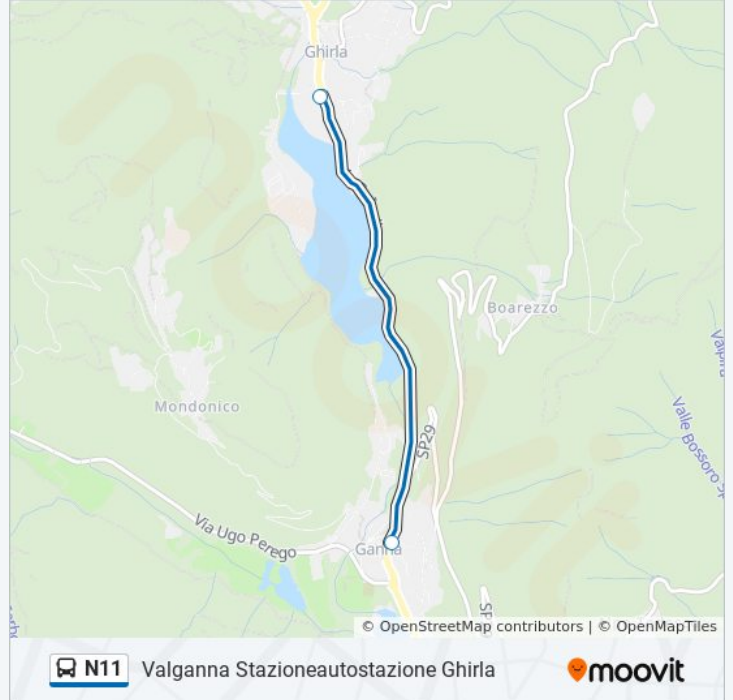 Ghirla
Boarezzo
Mondonico
Valle Bossoro
SP29
Via Ugo Perego
Ganna
© OpenStreetMap contributors | © OpenMapTiles
N11 Valganna Stazioneautostazione Ghirla
moovit